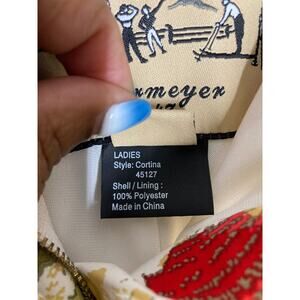 rmeyer
LADIES
Style: Cortina
45127
Shell / Lining :
100% Polyester
Made in China